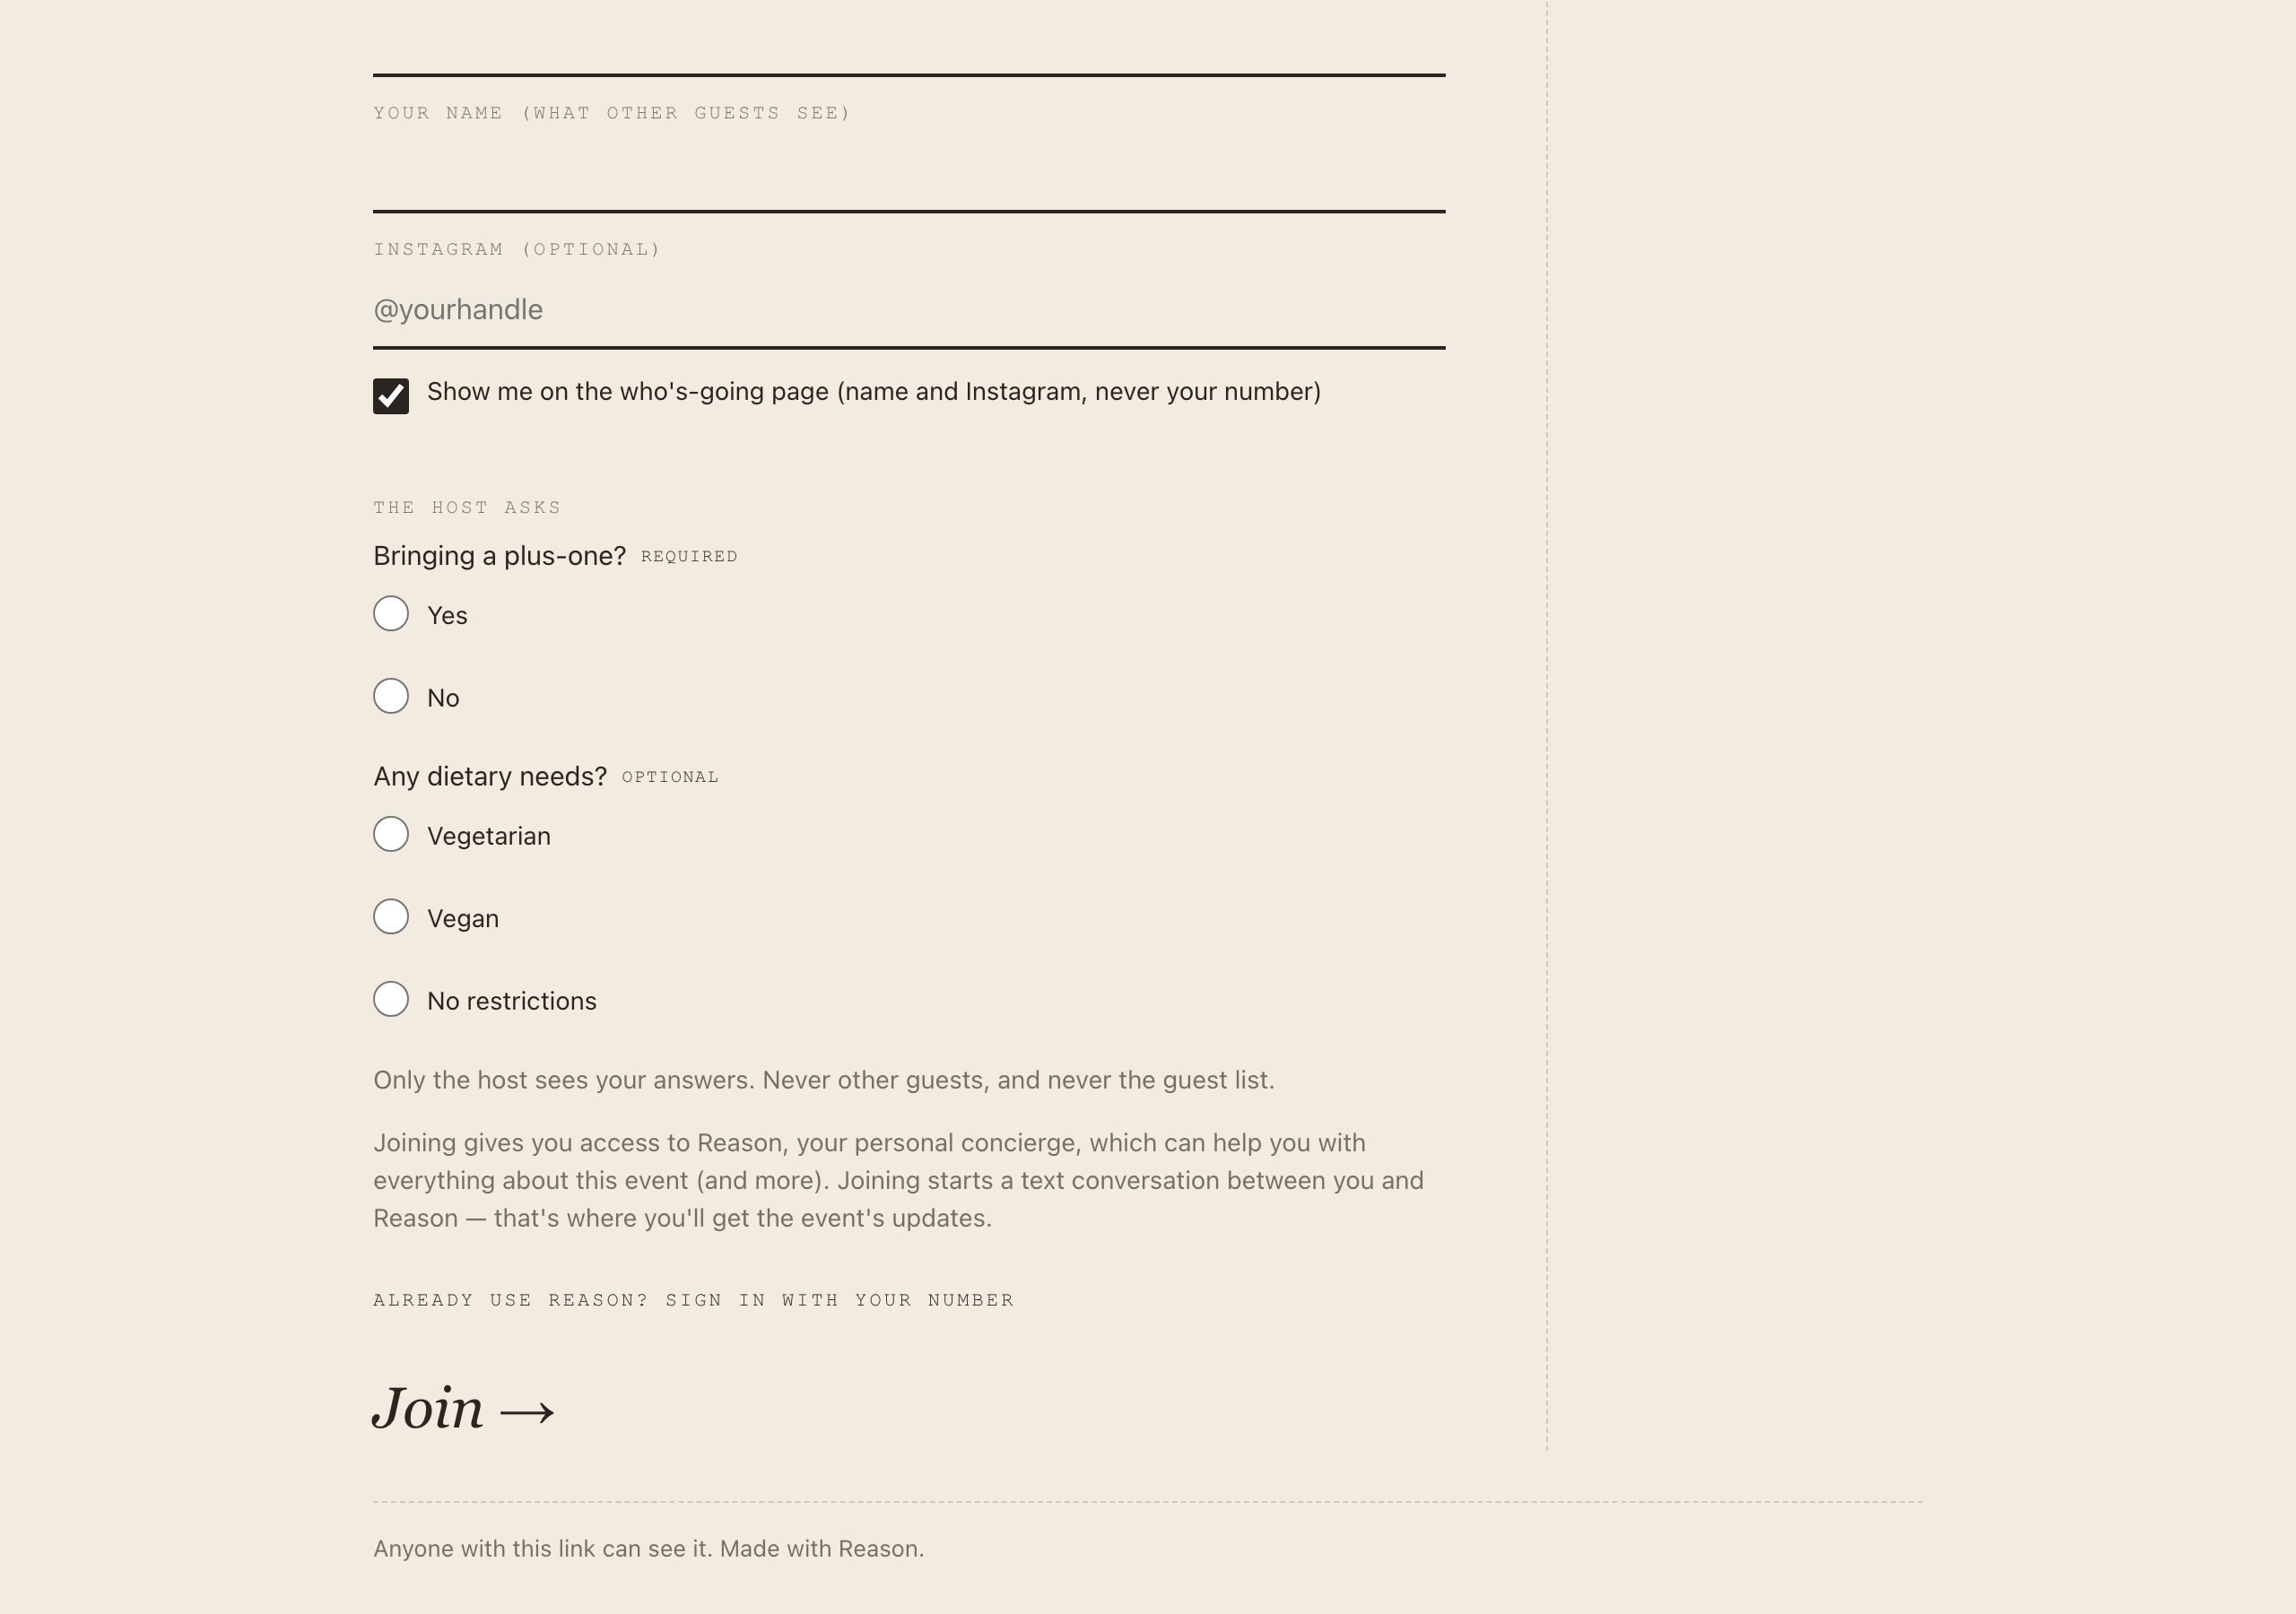 YOUR NAME (WHAT OTHER GUESTS SEE)
INSTAGRAM (OPTIONAL)
@yourhandle
Show me on the who's-going page (name and Instagram, never your number)
THE HOST ASKS
Bringing a plus-one? REQUIRED
Yes
No
Any dietary needs? OPTIONAL
Vegetarian
Vegan
No restrictions
Only the host sees your answers. Never other guests, and never the guest list.
Joining gives you access to Reason, your personal concierge, which can help you with
everything about this event (and more). Joining starts a text conversation between you and
Reason — that's where you'll get the event's updates.
ALREADY USE REASON? SIGN IN WITH YOUR NUMBER
Join →
Anyone with this link can see it. Made with Reason.